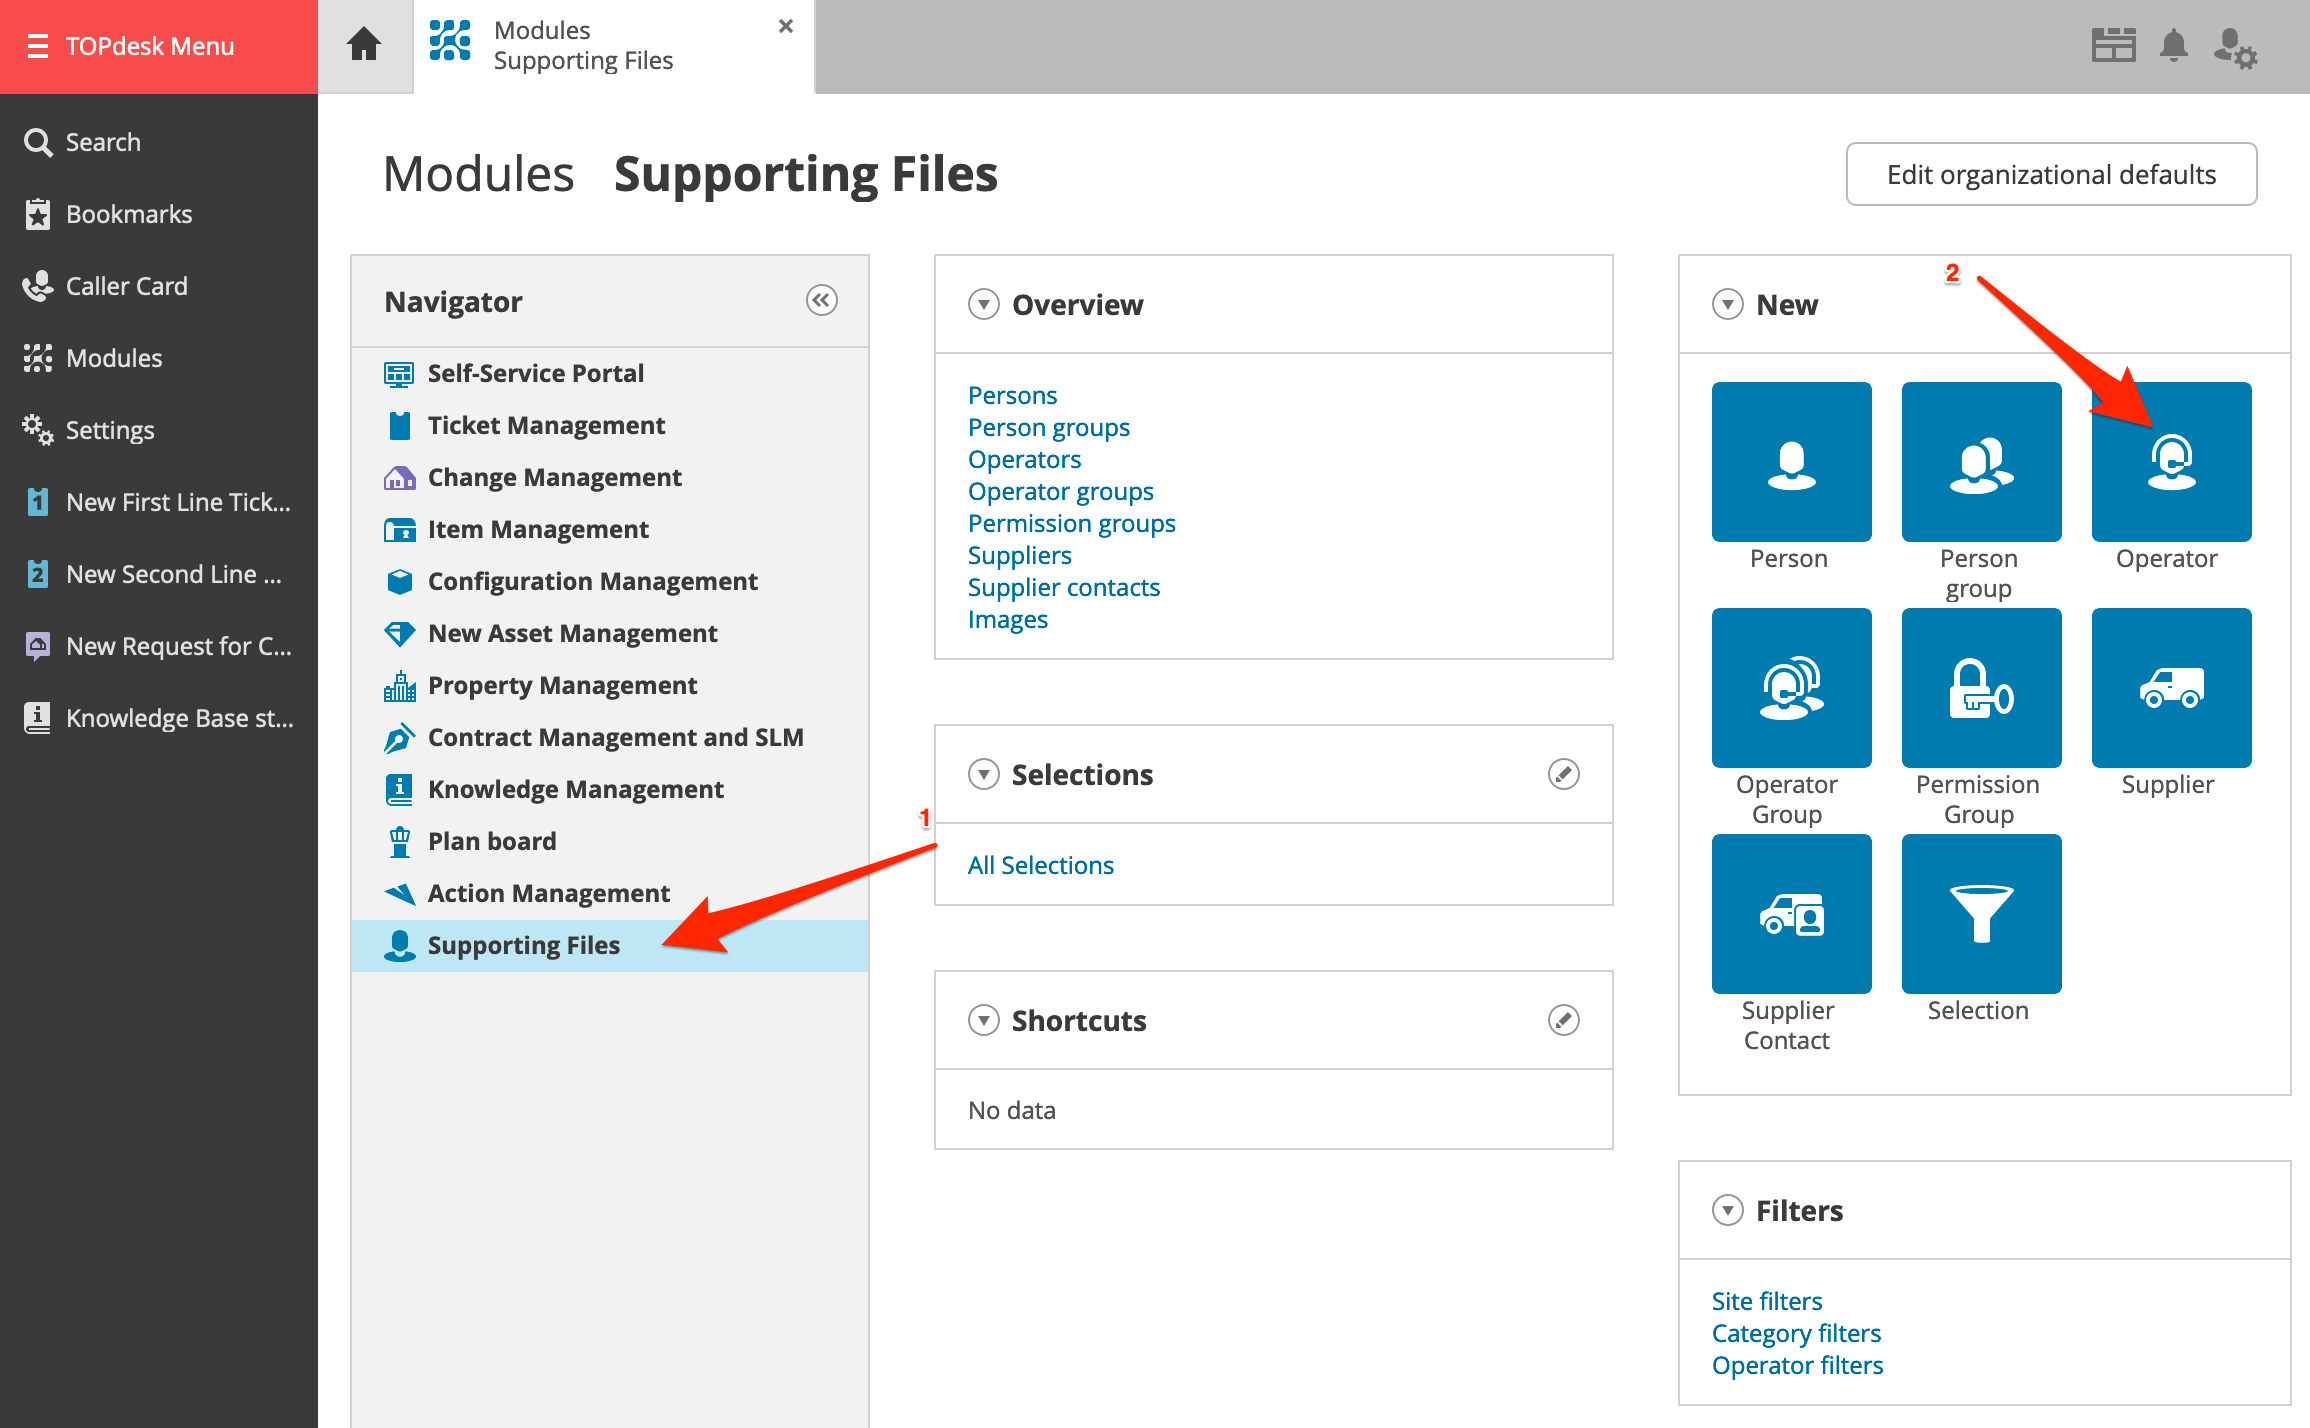 TOPdesk Menu
Modules
Supporting Files
Search
Bookmarks
Caller Card
Modules
Settings
1
New First Line Tick...
2
New Second Line ...
New Request for C...
Knowledge Base st...
Modules Supporting Files
Edit organizational defaults
Navigator
Self-Service Portal
Ticket Management
Change Management
Item Management
Configuration Management
New Asset Management
Property Management
Contract Management and SLM
Knowledge Management
Plan board
Action Management
Supporting Files
1
Overview
Persons
Person groups
Operators
Operator groups
Permission groups
Suppliers
Supplier contacts
Images
Selections
All Selections
Shortcuts
No data
2
New
Person
Person
group
Operator
Operator
Group
Permission
Group
Supplier
Supplier
Contact
Selection
Filters
Site filters
Category filters
Operator filters